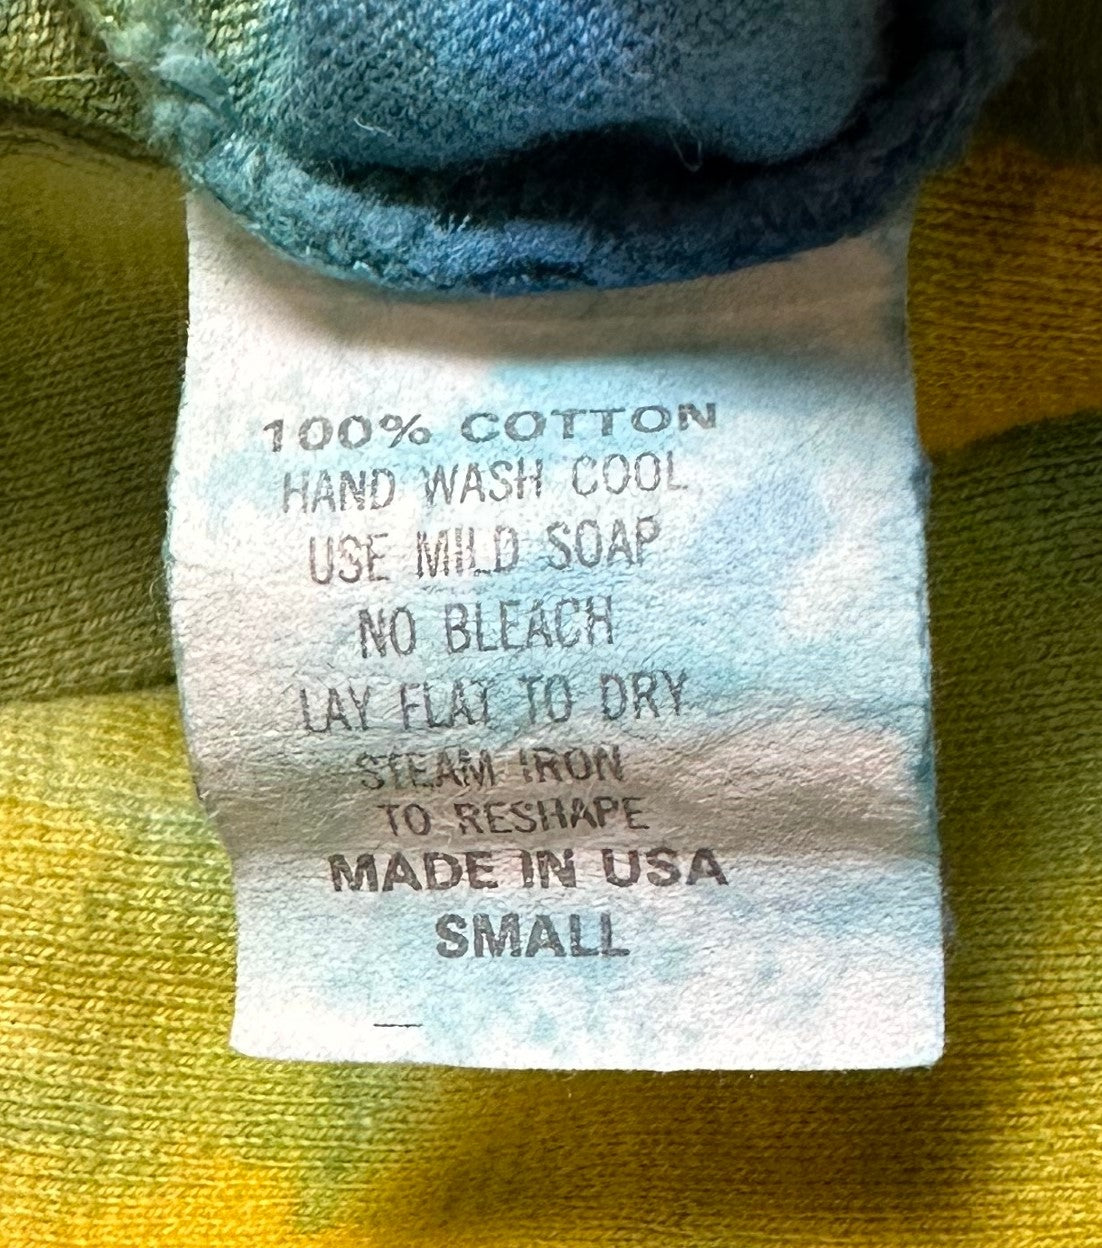 100% COTTON
HAND WASH COOL
USE MILD SOAP
NO BLEACH
LAY FLAT TO DRY
STEAM IRON
TO RESHAPE
MADE IN USA
SMALL